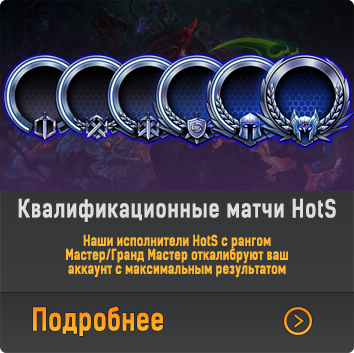 Квалификационные матчи HotS
Наши исполнители HotS с рангом
Мастер/Гранд Мастер откалибруют ваш
аккаунт с максимальным результатом
Подробнее